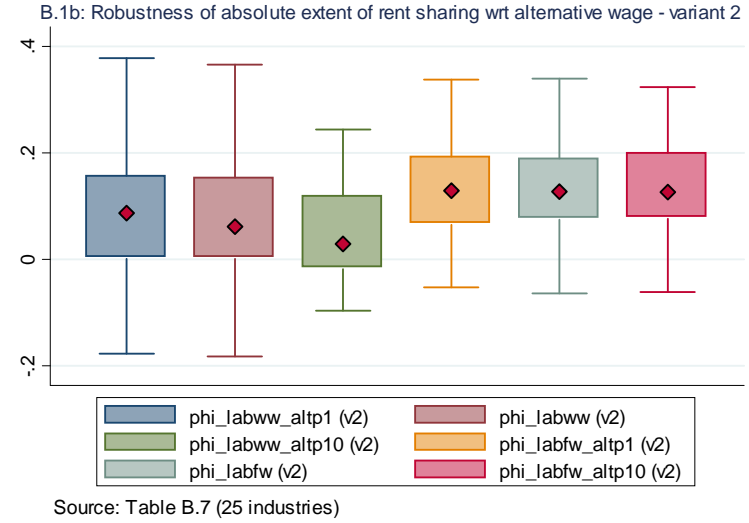 B.1b: Robustness of absolute extent of rent sharing wrt alternative wage - variant 2
.4
.2
0
-.2
phi_labww_altp1 (v2) phi_labww (v2)
phi_labww_altp10 (v2) phi_labfw_altp1 (v2)
phi_labfw (v2) phi_labfw_altp10 (v2)
Source: Table B.7 (25 industries)